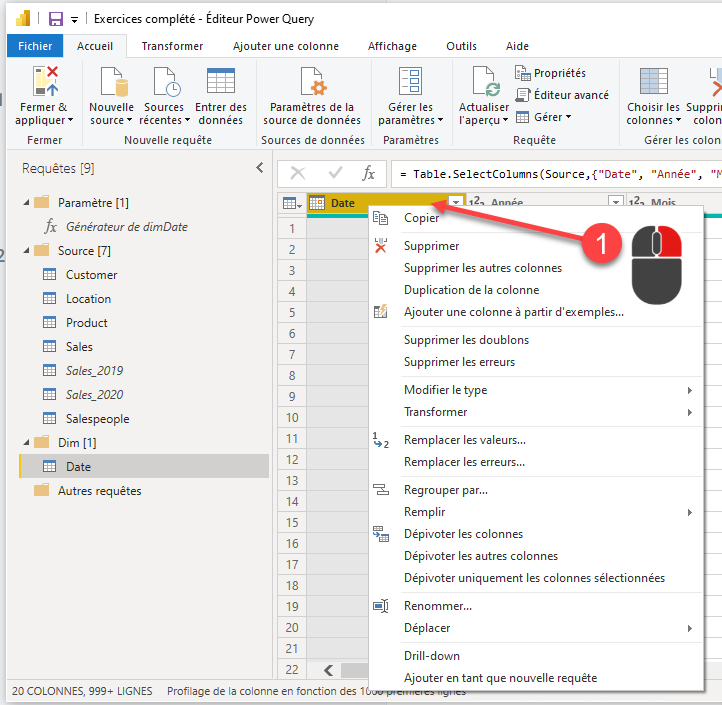 Exercices complété - Éditeur Power Query
Fichier Accueil Transformer Ajouter une colonne Affichage Outils Aide
Fermer & appliquer
Nouvelle source
Sources récentes
Entrer des données
Paramètres de la source de données
Gérer les paramètres
Actualiser l'aperçu
Propriétés
Éditeur avancé
Gérer
Choisir les colonnes
Fermer Nouvelle requête Sources de données Paramètres Requête Gérer les
Requêtes [9]
fx = Table.SelectColumns(Source,{"Date", "Année", "M
Paramètre [1]
fx Générateur de dimDate
Source [7]
Customer
Location
Product
Sales
Sales_2019
Sales_2020
Salespeople
Dim [1]
Date
Autres requêtes
Date 123 Année 123 Mois
1
2
3
4
5
6
7
8
9
10
11
12
13
14
15
16
17
18
19
20
21
22
Copier
Supprimer
Supprimer les autres colonnes
Duplication de la colonne
Ajouter une colonne à partir d'exemples...
Supprimer les doublons
Supprimer les erreurs
Modifier le type
Transformer
Remplacer les valeurs...
Remplacer les erreurs...
Regrouper par...
Remplir
Dépivoter les colonnes
Dépivoter les autres colonnes
Dépivoter uniquement les colonnes sélectionnées
Renommer...
Déplacer
Drill-down
Ajouter en tant que nouvelle requête
1
20 COLONNES, 999+ LIGNES Profilage de la colonne en fonction des 1000 premières lignes